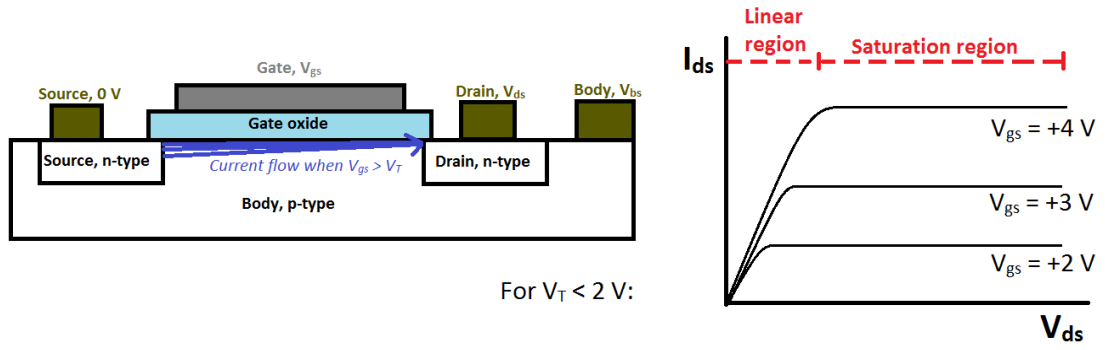 Gate, Vgs
Source, 0 V
Drain, Vds
Body, Vbs
Gate oxide
Source, n-type
Current flow when Vgs > VT
Drain, n-type
Body, p-type
For VT < 2 V:
Linear
region
Saturation region
Ids
Vgs = +4 V
Vgs = +3 V
Vgs = +2 V
Vds